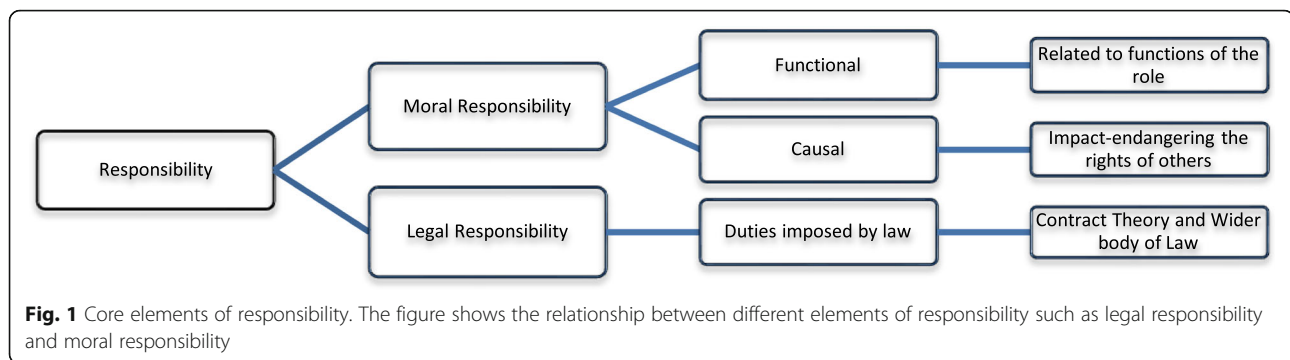 Responsibility
Moral Responsibility
Legal Responsibility
Functional
Causal
Duties imposed by law
Related to functions of the
role
Impact-endangering the
rights of others
Contract Theory and Wider
body of Law
Fig. 1 Core elements of responsibility. The figure shows the relationship between different elements of responsibility such as legal responsibility
and moral responsibility